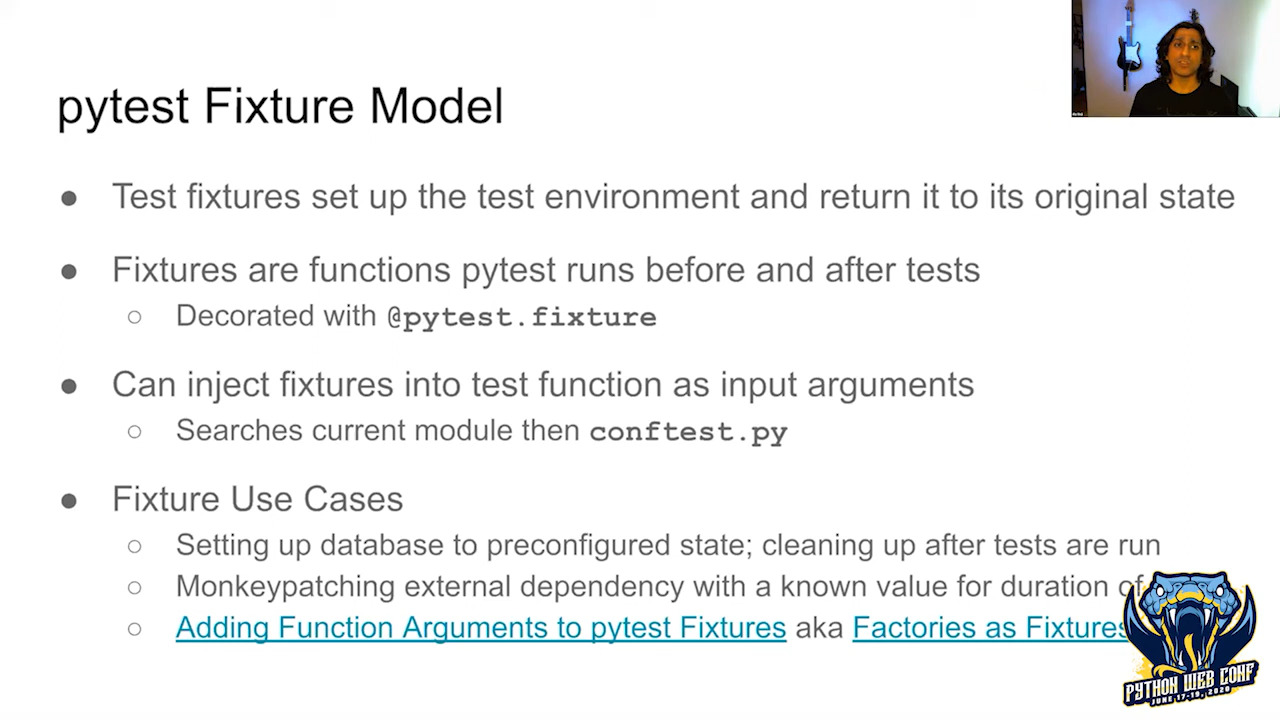 pytest Fixture Model
● Test fixtures set up the test environment and return it to its original state
● Fixtures are functions pytest runs before and after tests
○ Decorated with @pytest.fixture
● Can inject fixtures into test function as input arguments
○ Searches current module then conftest.py
● Fixture Use Cases
○ Setting up database to preconfigured state; cleaning up after tests are run
○ Monkeypatching external dependency with a known value for duration of
○ Adding Function Arguments to pytest Fixtures aka Factories as Fixtures
PYTHON WEB CONF
JUNE 17-19, 2020